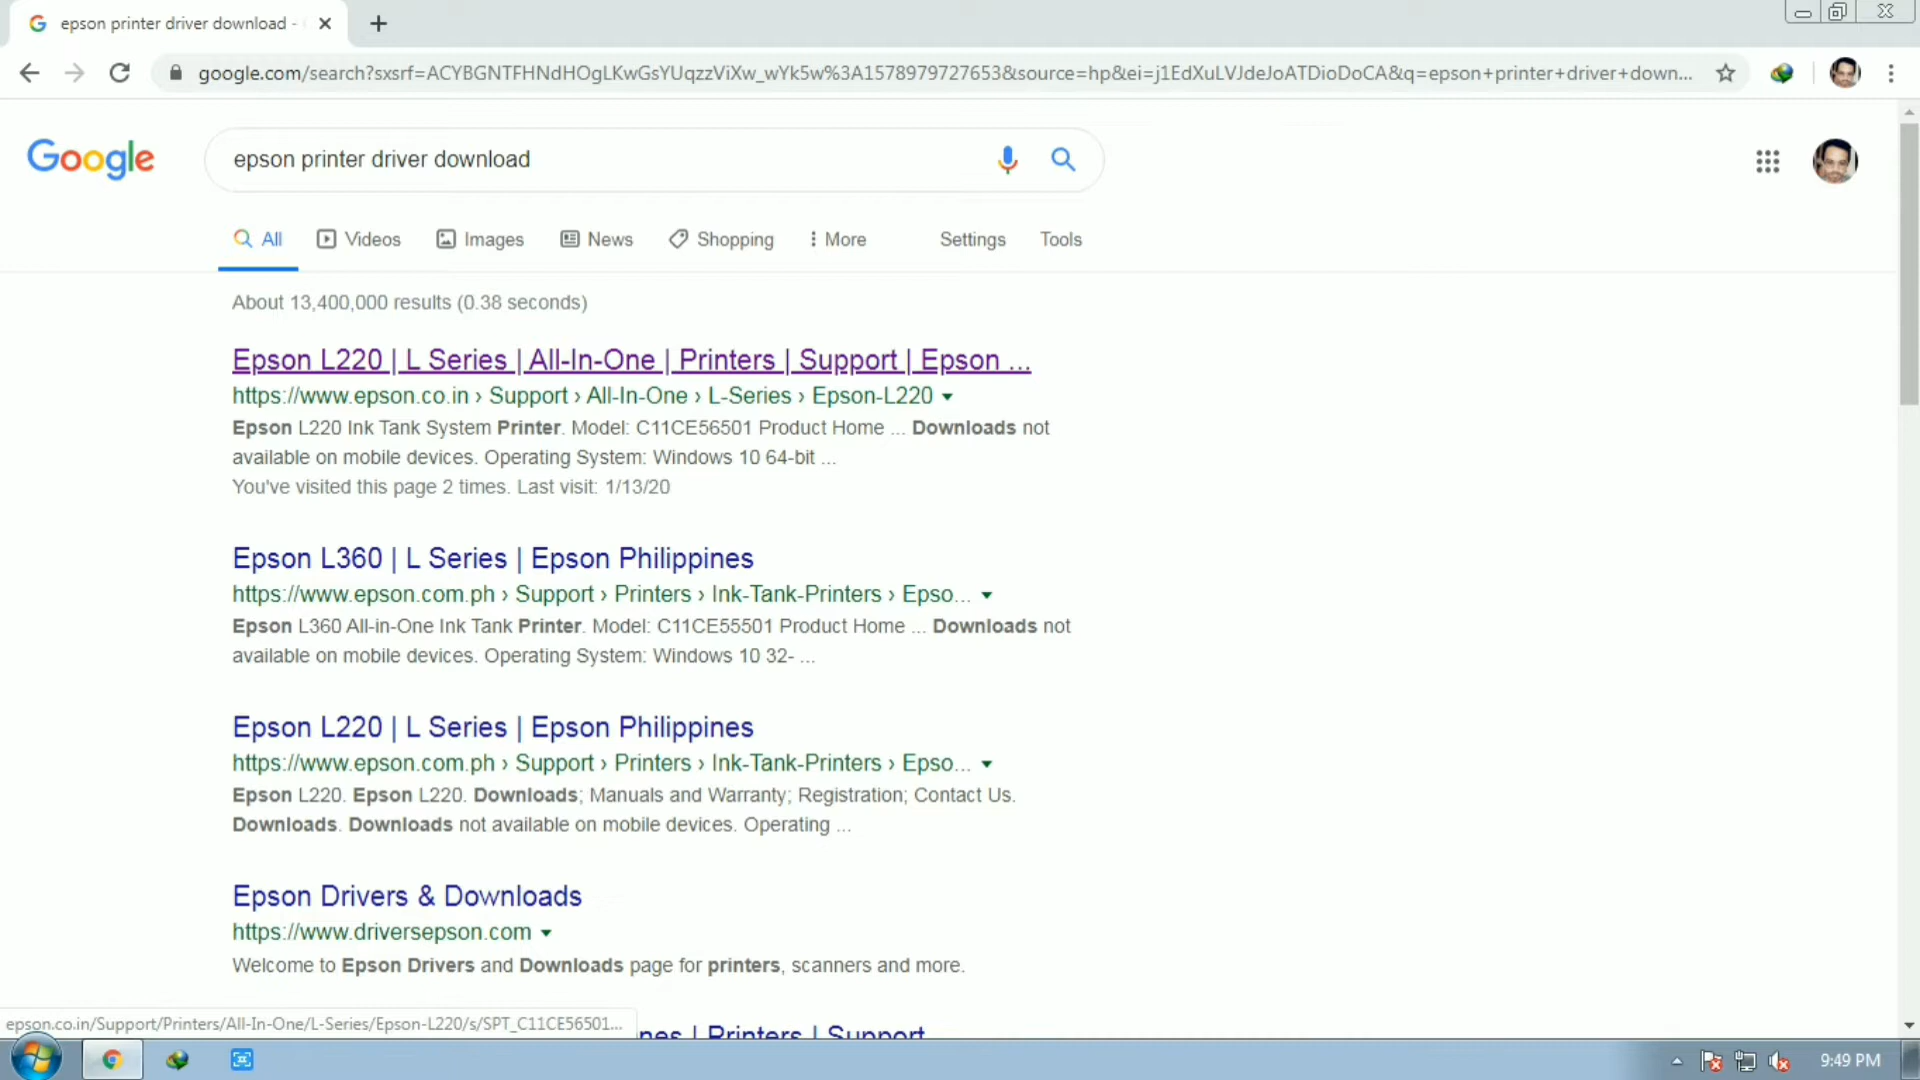 epson printer driver download -
google.com/search?sxsrf=ACYBGNTFHNdHOgLKwGsYUqzzViXw_wYk5w%3A1578979727653&source=hp&ei=j1EdXuLVJdeJoATDioDoCA&q=epson+printer+driver+down...
Google
epson printer driver download
All Videos Images News Shopping More Settings Tools
About 13,400,000 results (0.38 seconds)
Epson L220 | L Series | All-In-One | Printers | Support | Epson ...
https://www.epson.co.in › Support › All-In-One › L-Series › Epson-L220
Epson L220 Ink Tank System Printer. Model: C11CE56501 Product Home ... Downloads not
available on mobile devices. Operating System: Windows 10 64-bit ...
You've visited this page 2 times. Last visit: 1/13/20
Epson L360 | L Series | Epson Philippines
https://www.epson.com.ph › Support › Printers › Ink-Tank-Printers › Epso...
Epson L360 All-in-One Ink Tank Printer. Model: C11CE55501 Product Home ... Downloads not
available on mobile devices. Operating System: Windows 10 32- ...
Epson L220 | L Series | Epson Philippines
https://www.epson.com.ph › Support › Printers › Ink-Tank-Printers › Epso...
Epson L220. Epson L220. Downloads; Manuals and Warranty; Registration; Contact Us.
Downloads. Downloads not available on mobile devices. Operating ...
Epson Drivers & Downloads
https://www.driversepson.com
Welcome to Epson Drivers and Downloads page for printers, scanners and more.
epson.co.in/Support/Printers/All-In-One/L-Series/Epson-L220/s/SPT_C11CE56501...
| Printers | Support
9:49 PM